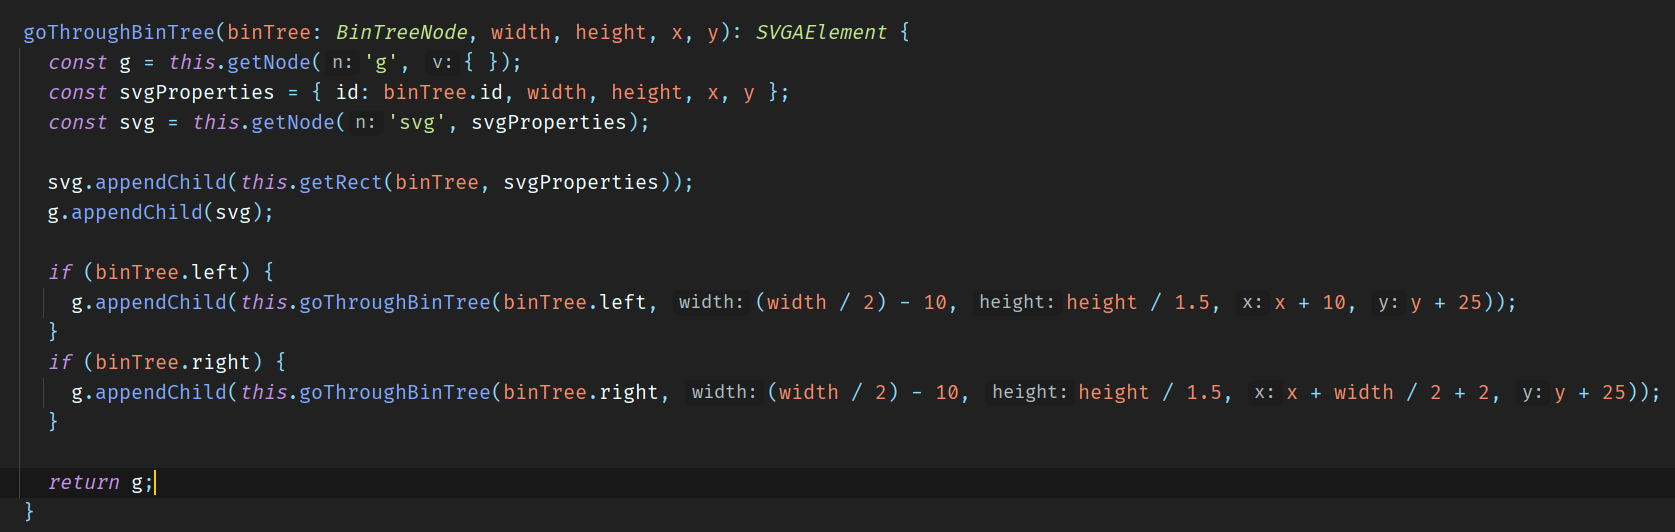 goThroughBinTree(binTree: BinTreeNode, width, height, x, y): SVGAElement {
const g = this.getNode( n: 'g', v: { });
const svgProperties = { id: binTree.id, width, height, x, y };
const svg = this.getNode( n: 'svg', svgProperties);
svg.appendChild(this.getRect(binTree, svgProperties));
g.appendChild(svg);
if (binTree.left) {
g.appendChild(this.goThroughBinTree(binTree.left, width: (width / 2) - 10, height: height / 1.5, x: x + 10, y: y + 25));
}
if (binTree.right) {
g.appendChild(this.goThroughBinTree(binTree.right, width: (width / 2) - 10, height: height / 1.5, x: x + width / 2 + 2, y: y + 25));
}
return g;
}